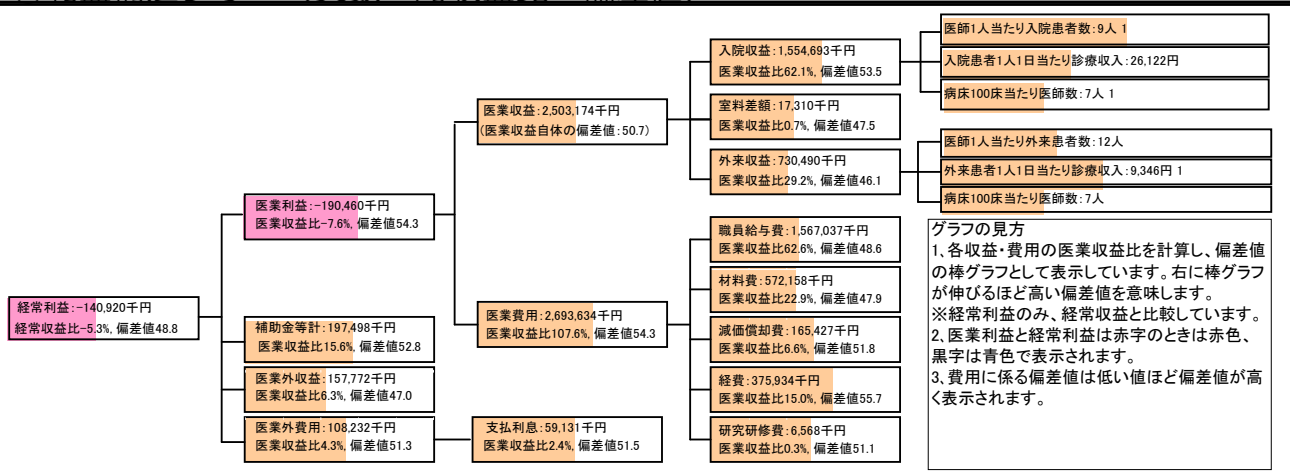 経常利益:-140,920千円
経常収益比-5.3%, 偏差値48.8
医業利益:-190,460千円
医業収益比-7.6%, 偏差値54.3
補助金等計:197,498千円
医業収益比15.6%, 偏差値52.8
医業外収益:157,772千円
医業収益比6.3%, 偏差値47.0
医業外費用:108,232千円
医業収益比4.3%, 偏差値51.3
支払利息:59,131千円
医業収益比2.4%, 偏差値51.5
医業収益:2,503,174千円
(医業収益自体の偏差値:50.7)
医業費用:2,693,634千円
医業収益比107.6%, 偏差値54.3
入院収益:1,554,693千円
医業収益比62.1%, 偏差値53.5
室料差額:17,310千円
医業収益比0.7%, 偏差値47.5
外来収益:730,490千円
医業収益比29.2%, 偏差値46.1
職員給与費:1,567,037千円
医業収益比62.6%, 偏差値48.6
材料費:572,158千円
医業収益比22.9%, 偏差値47.9
減価償却費:165,427千円
医業収益比6.6%, 偏差値51.8
経費:375,934千円
医業収益比15.0%, 偏差値55.7
研究研修費:6,568千円
医業収益比0.3%, 偏差値51.1
医師1人当たり入院患者数:9人 1
入院患者1人1日当たり診療収入:26,122円
病床100床当たり医師数:7人 1
医師1人当たり外来患者数:12人
外来患者1人1日当たり診療収入:9,346円 1
病床100床当たり医師数:7人
グラフの見方
1、各収益・費用の医業収益比を計算し、偏差値
の棒グラフとして表示しています。右に棒グラフ
が伸びるほど高い偏差値を意味します。
※経常利益のみ、経常収益と比較しています。
2、医業利益と経常利益は赤字のときは赤色、
黒字は青色で表示されます。
3、費用に係る偏差値は低い値ほど偏差値が高
く表示されます。